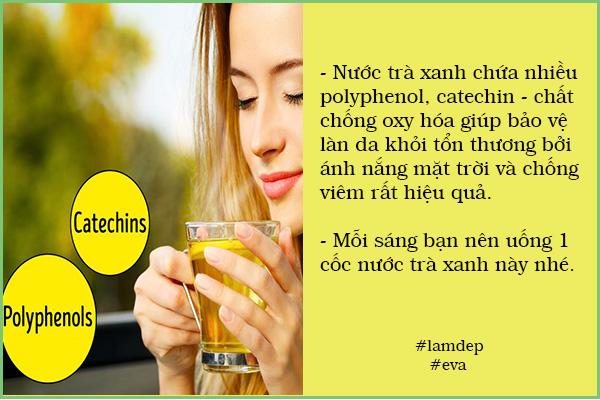 Catechins
Polyphenols
- Nước trà xanh chứa nhiều
polyphenol, catechin - chất
chống oxy hóa giúp bảo vệ
làn da khỏi tổn thương bởi
ánh nắng mặt trời và chống
viêm rất hiệu quả.
- Mỗi sáng bạn nên uống 1
cốc nước trà xanh này nhé.
#lamdep
#eva